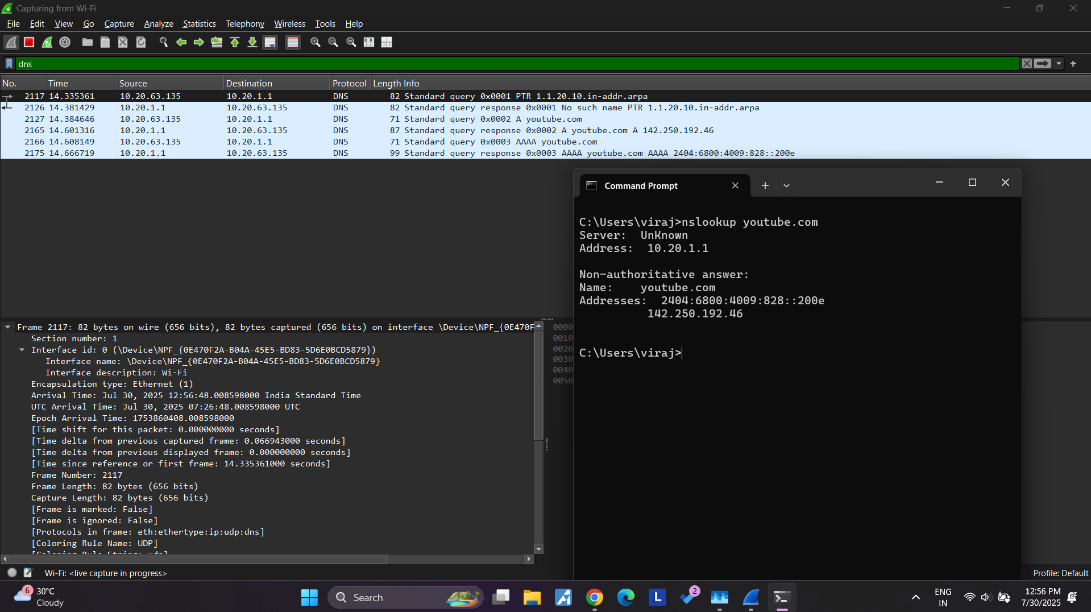 Capturing from Wi-Fi
File Edit View Go Capture Analyze Statistics Telephony Wireless Tools Help
dns
No. Time Source Destination Protocol Length Info
2117 14.335361 10.20.63.135 10.20.1.1 DNS 82 Standard query 0x0001 PTR 1.1.20.10.in-addr.arpa
2126 14.381429 10.20.1.1 10.20.63.135 DNS 82 Standard query response 0x0001 No such name PTR 1.1.20.10.in-addr.arpa
2127 14.384646 10.20.63.135 10.20.1.1 DNS 71 Standard query 0x0002 A youtube.com
2165 14.601316 10.20.1.1 10.20.63.135 DNS 87 Standard query response 0x0002 A youtube.com A 142.250.192.46
2166 14.608149 10.20.63.135 10.20.1.1 DNS 71 Standard query 0x0003 AAAA youtube.com
2175 14.666719 10.20.1.1 10.20.63.135 DNS 99 Standard query response 0x0003 AAAA youtube.com AAAA 2404:6800:4009:828::200e
Command Prompt
C:\Users\viraj>nslookup youtube.com
Server: UnKnown
Address: 10.20.1.1
Non-authoritative answer:
Name: youtube.com
Addresses: 2404:6800:4009:828::200e
142.250.192.46
C:\Users\viraj>
Frame 2117: 82 bytes on wire (656 bits), 82 bytes captured (656 bits) on interface \Device\NPF_{0E470F
Section number: 1
Interface id: 0 (\Device\NPF_{0E470F2A-B04A-45E5-BD83-5D6E0BCD5879})
Interface name: \Device\NPF_{0E470F2A-B04A-45E5-BD83-5D6E0BCD5879}
Interface description: Wi-Fi
Encapsulation type: Ethernet (1)
Arrival Time: Jul 30, 2025 12:56:48.008598000 India Standard Time
UTC Arrival Time: Jul 30, 2025 07:26:48.008598000 UTC
Epoch Arrival Time: 1753860408.008598000
[Time shift for this packet: 0.000000000 seconds]
[Time delta from previous captured frame: 0.066943000 seconds]
[Time delta from previous displayed frame: 0.000000000 seconds]
[Time since reference or first frame: 14.335361000 seconds]
Frame Number: 2117
Frame Length: 82 bytes (656 bits)
Capture Length: 82 bytes (656 bits)
[Frame is marked: False]
[Frame is ignored: False]
[Protocols in frame: eth:ethertype:ip:udp:dns]
[Coloring Rule Name: UDP]
[Coloring Rule String: udp]
0000
0010
0020
0030
0040
0050
Wi-Fi: <live capture in progress>
Profile: Default
6
30°C
Cloudy
Search
L
2
ENG
IN
12:56 PM
7/30/2025